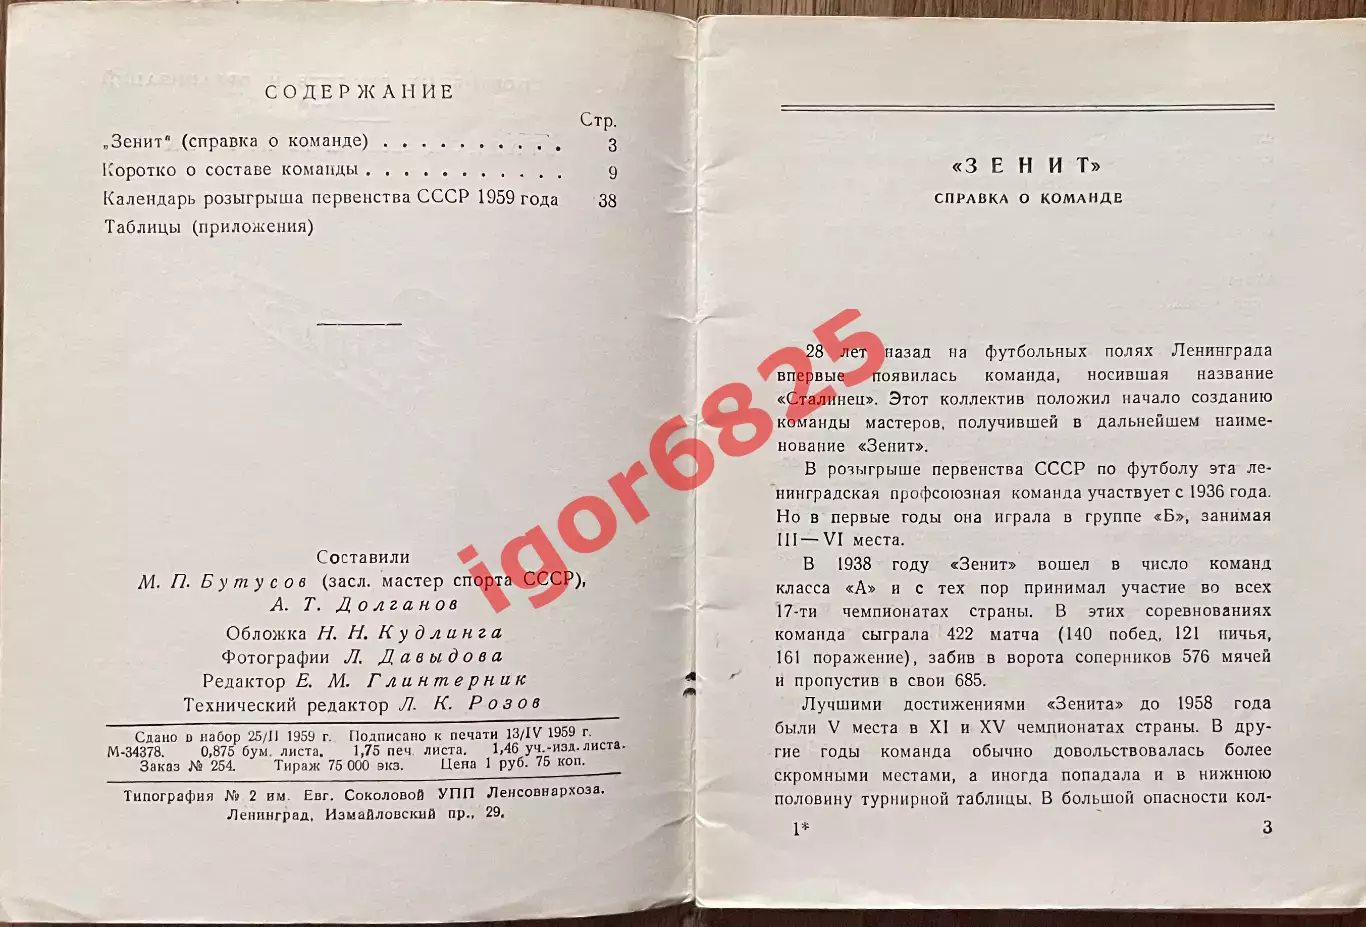 СОДЕРЖАНИЕ
Стр.
„Зенит" (справка о команде) . . . . . . . . . . 3
Коротко о составе команды . . . . . . . . . . . 9
Календарь розыгрыша первенства СССР 1959 года 38
Таблицы (приложения)
Составили
М. П. Бутусов (засл. мастер спорта СССР),
А. Т. Долганов
Обложка Н. Н. Кудлинга
Фотографии Л. Давыдова
Редактор Е. М. Глинтерник
Технический редактор Л. К. Розов
Сдано в набор 25/II 1959 г. Подписано к печати 13/IV 1959 г.
М-34378. 0,875 бум. листа. 1,75 печ. листа. 1,46 уч.-изд. листа.
Заказ № 254. Тираж 75 000 экз. Цена 1 руб. 75 коп.
Типография № 2 им. Евг. Соколовой УПП Ленсовнархоза.
Ленинград, Измайловский пр., 29.
«ЗЕНИТ»
СПРАВКА О КОМАНДЕ
28 лет назад на футбольных полях Ленинграда
впервые появилась команда, носившая название
«Сталинец». Этот коллектив положил начало созданию
команды мастеров, получившей в дальнейшем наиме-
нование «Зенит».
В розыгрыше первенства СССР по футболу эта ле-
нинградская профсоюзная команда участвует с 1936 года.
Но в первые годы она играла в группе «Б», занимая
III — VI места.
В 1938 году «Зенит» вошел в число команд
класса «А» и с тех пор принимал участие во всех
17-ти чемпионатах страны. В этих соревнованиях
команда сыграла 422 матча (140 побед, 121 ничья,
161 поражение), забив в ворота соперников 576 мячей
и пропустив в свои 685.
Лучшими достижениями «Зенита» до 1958 года
были V места в XI и XV чемпионатах страны. В дру-
гие годы команда обычно довольствовалась более
скромными местами, а иногда попадала и в нижнюю
половину турнирной таблицы. В большой опасности кол-
1* 3
igor6825